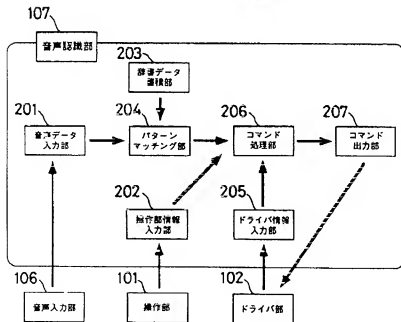 107
音声認識部
203
辞書データ
蓄積部
201
204
206
207
音声データ
入力部
パターン
マッチング部
コマンド
処理部
コマンド
出力部
202
205
操作部情報
入力部
ドライバ情報
入力部
106
101
102
音声入力部
操作部
ドライバ部